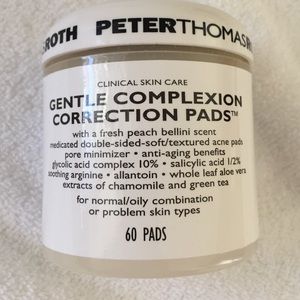 ROTH PETERTHOMAS
CLINICAL SKIN CARE
GENTLE COMPLEXION
CORRECTION PADS™
with a fresh peach bellini scent
medicated double-sided-soft/textured acne pads
pore minimizer • anti-aging benefits
glycolic acid complex 10% • salicylic acid 1/2%
soothing arginine • allantoin • whole leaf aloe vera
extracts of chamomile and green tea
for normal/oily combination
or problem skin types
60 PADS